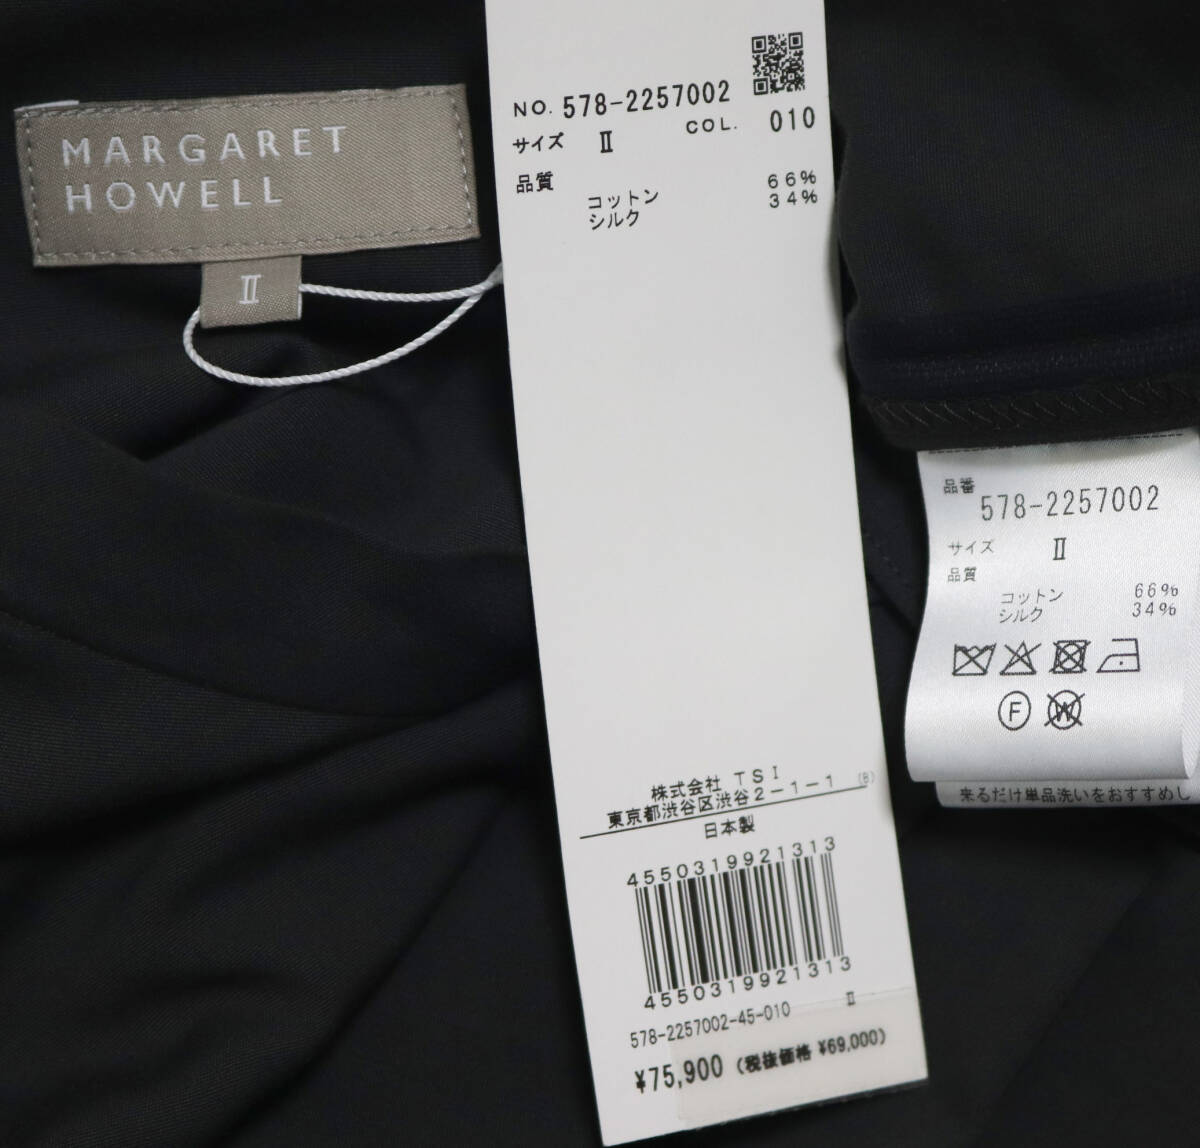 MARGARET
HOWELL
II
NO. 578-2257002
サイズ II COL. 010
品質
コットン 66%
シルク 34%
株式会社 TSI
東京都渋谷区渋谷2-1-1 (B)
日本製
4550319921313
4550319921313
578-2257002-45-010 II
¥75,900 (税抜価格 ¥69,000)
品番
578-2257002
サイズ II
品質
コットン 66%
シルク 34%
F
W
来るだけ単品洗いをおすすめし